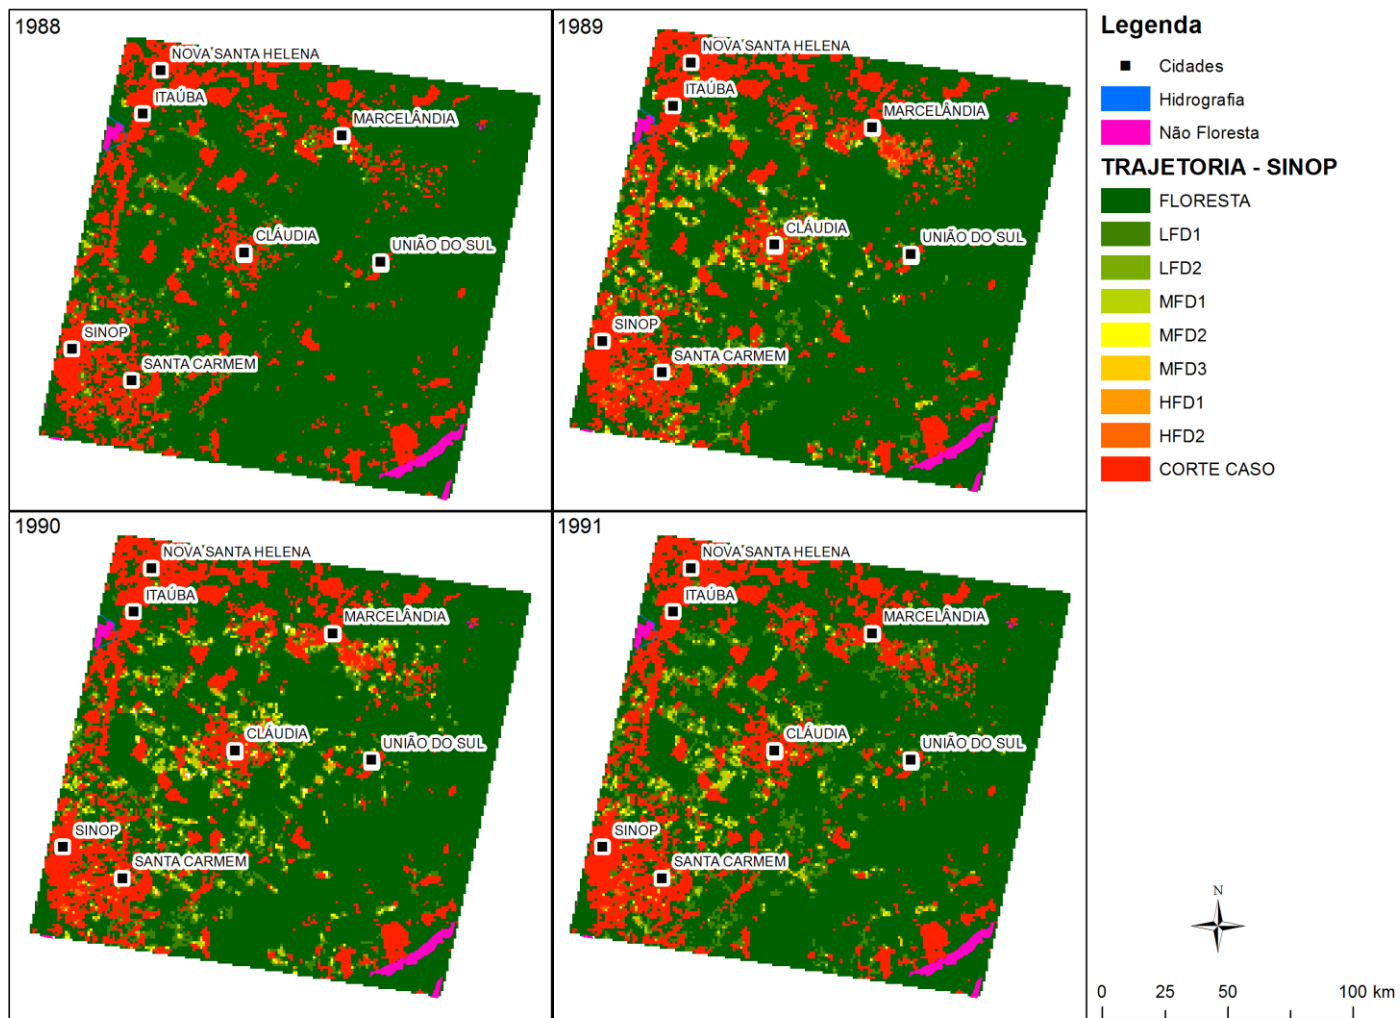 1988
NOVA SANTA HELENA
ITAÚBA
MARCELÂNDIA
CLÁUDIA
UNIÃO DO SUL
SINOP
SANTA CARMEM
1989
NOVA SANTA HELENA
ITAÚBA
MARCELÂNDIA
CLÁUDIA
UNIÃO DO SUL
SINOP
SANTA CARMEM
1990
NOVA SANTA HELENA
ITAÚBA
MARCELÂNDIA
CLÁUDIA
UNIÃO DO SUL
SINOP
SANTA CARMEM
1991
NOVA SANTA HELENA
ITAÚBA
MARCELÂNDIA
CLÁUDIA
UNIÃO DO SUL
SINOP
SANTA CARMEM
Legenda
Cidades
Hidrografia
Não Floresta
TRAJETORIA - SINOP
FLORESTA
LFD1
LFD2
MFD1
MFD2
MFD3
HFD1
HFD2
CORTE CASO
N
0 25 50 100 km